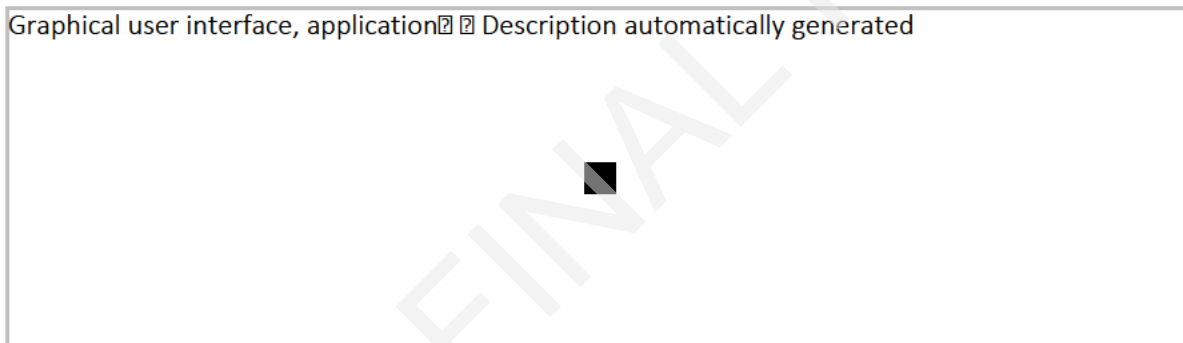 Graphical user interface, application⍰ ⍰ Description automatically generated
FINAL